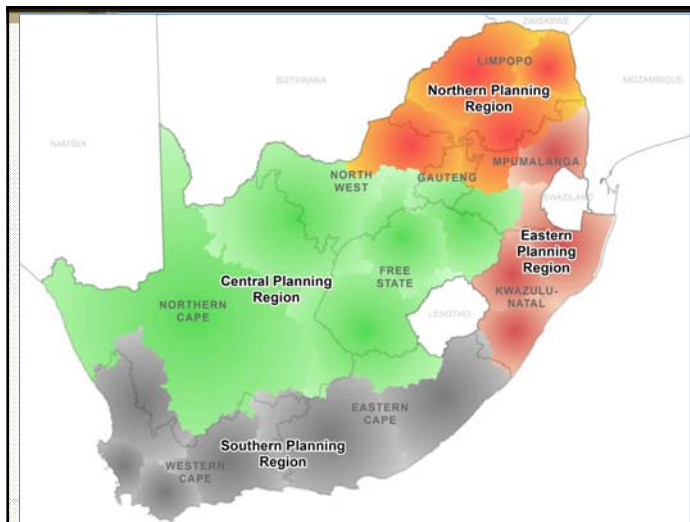 ZIMBABWE
LIMPOPO
BOTSWANA
MOZAMBIQUE
Northern Planning
Region
NAMIBIA
MPUMALANGA
NORTH
WEST
GAUTENG
SWAZILAND
Eastern
Planning
Region
FREE
STATE
Central Planning
Region
KWAZULU-
NATAL
NORTHERN
CAPE
LESOTHO
EASTERN
CAPE
Southern Planning
Region
WESTERN
CAPE